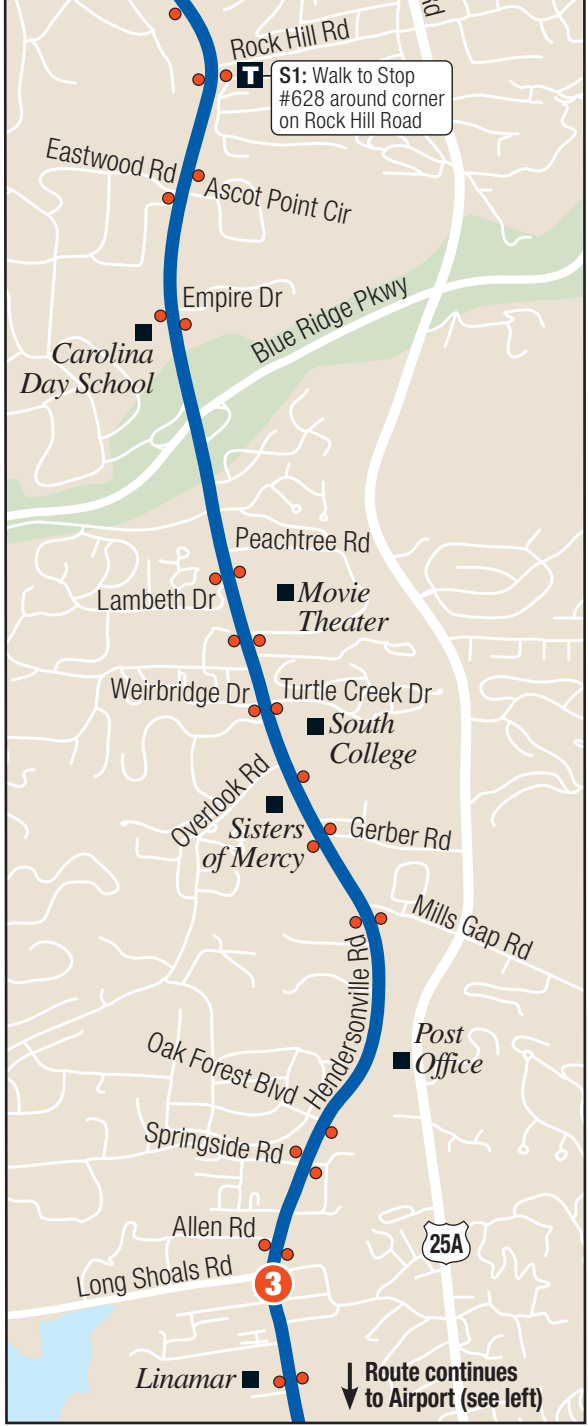 Rd
Rock Hill Rd
T
S1: Walk to Stop
#628 around corner
on Rock Hill Road
Eastwood Rd
Ascot Point Cir
Empire Dr
Blue Ridge Pkwy
Carolina
Day School
Peachtree Rd
Lambeth Dr
Movie
Theater
Weirbridge Dr
Turtle Creek Dr
South
College
Overlook Rd
Sisters
of Mercy
Gerber Rd
Mills Gap Rd
Hendersonville Rd
Post
Office
Oak Forest Blvd
Springside Rd
Allen Rd
25A
Long Shoals Rd
3
Linamar
Route continues
to Airport (see left)